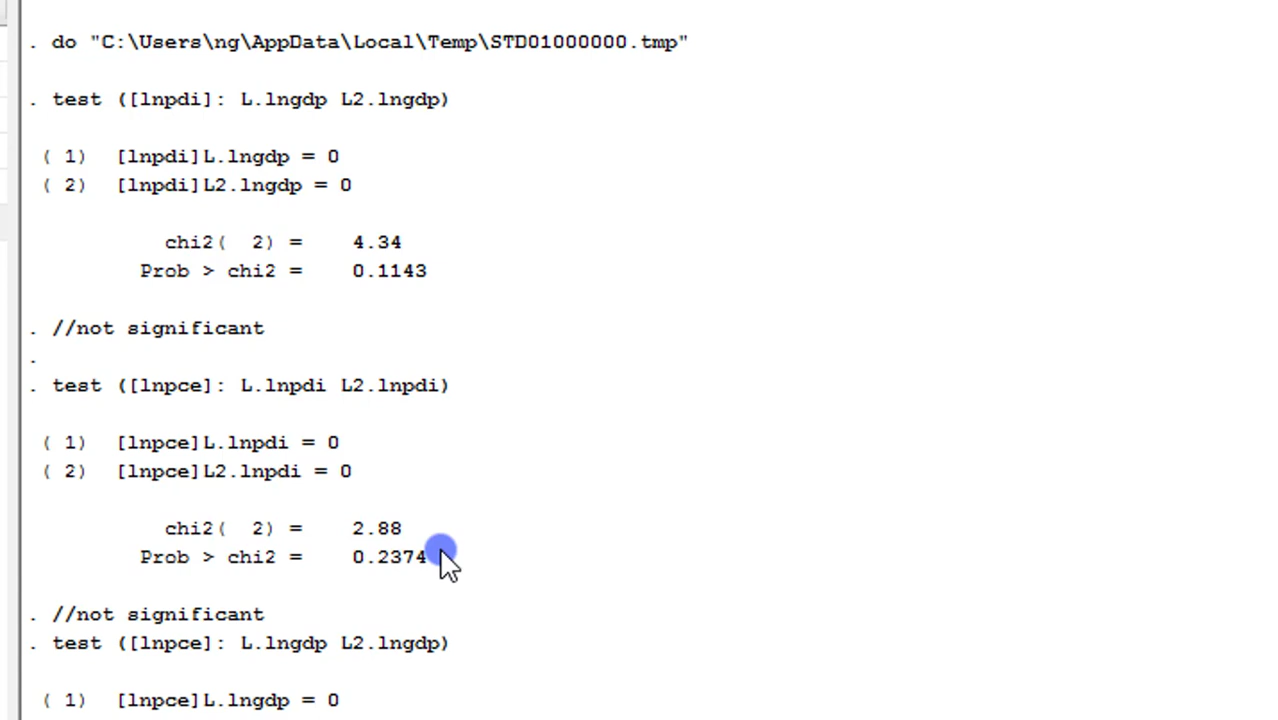 . do "C:\Users\ng\AppData\Local\Temp\STD01000000.tmp"
. test ([lnpdi]: L.lngdp L2.lngdp)
( 1) [lnpdi]L.lngdp = 0
( 2) [lnpdi]L2.lngdp = 0
chi2( 2) = 4.34
Prob > chi2 = 0.1143
. //not significant
.
. test ([lnpce]: L.lnpdi L2.lnpdi)
( 1) [lnpce]L.lnpdi = 0
( 2) [lnpce]L2.lnpdi = 0
chi2( 2) = 2.88
Prob > chi2 = 0.2374
. //not significant
. test ([lnpce]: L.lngdp L2.lngdp)
( 1) [lnpce]L.lngdp = 0